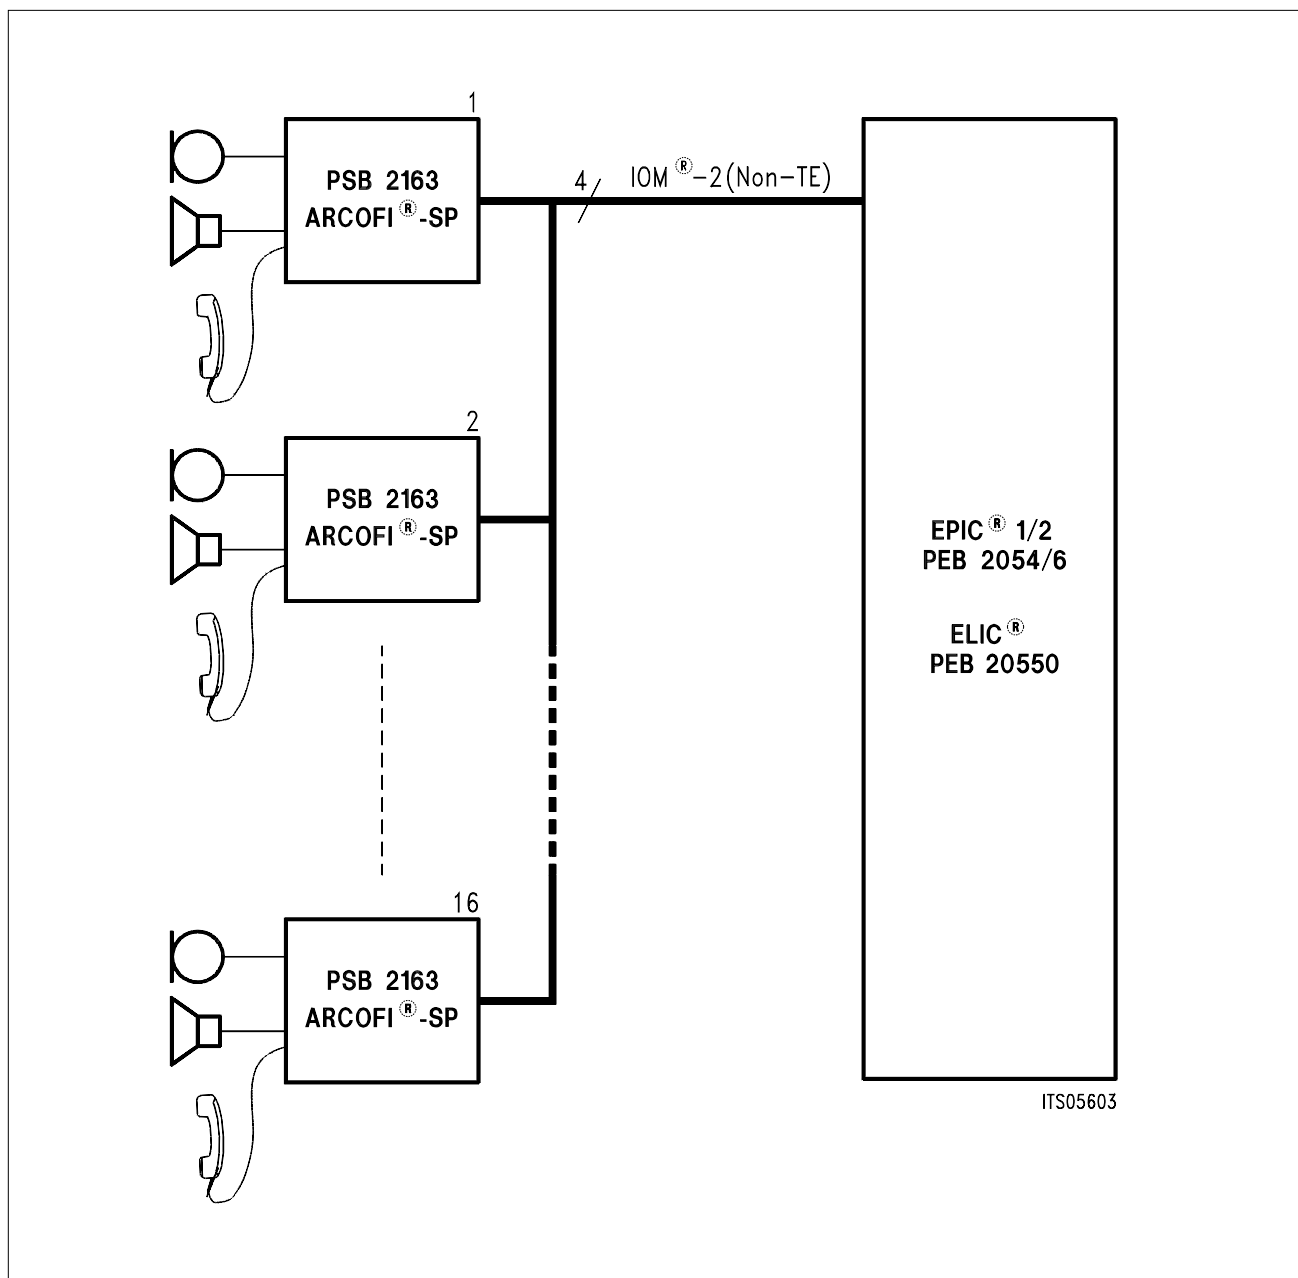 1
PSB 2163
ARCOFI®-SP
4
IOM®-2(Non-TE)
2
PSB 2163
ARCOFI®-SP
EPIC® 1/2
PEB 2054/6
ELIC®
PEB 20550
16
PSB 2163
ARCOFI®-SP
ITS05603